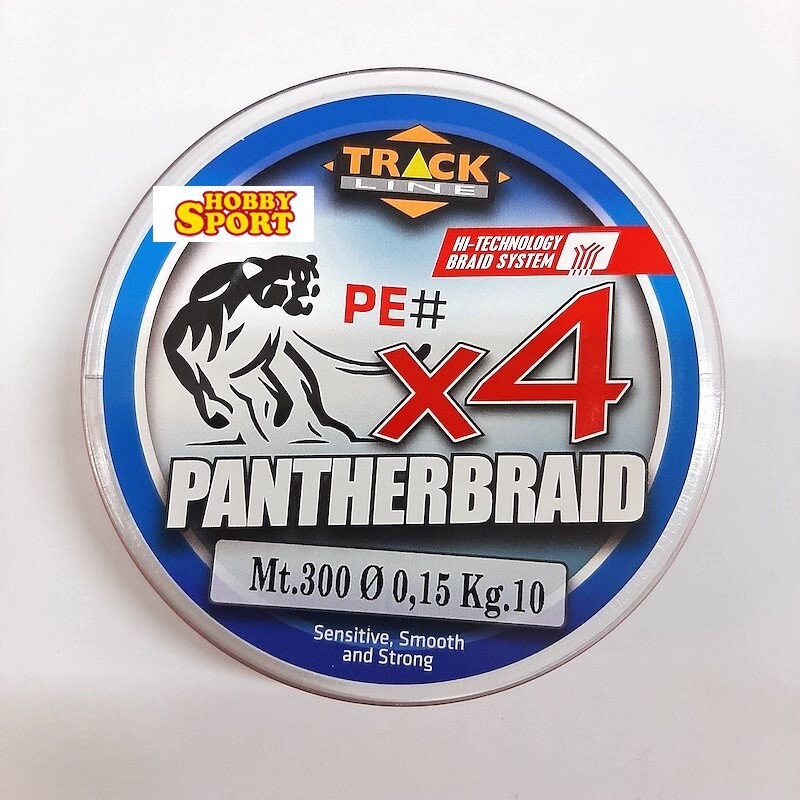 TRACK
LINE
HOBBY
SPORT
HI-TECHNOLOGY
BRAID SYSTEM
PE#
x4
PANTHERBRAID
Mt.300 Ø 0,15 Kg.10
Sensitive, Smooth
and Strong